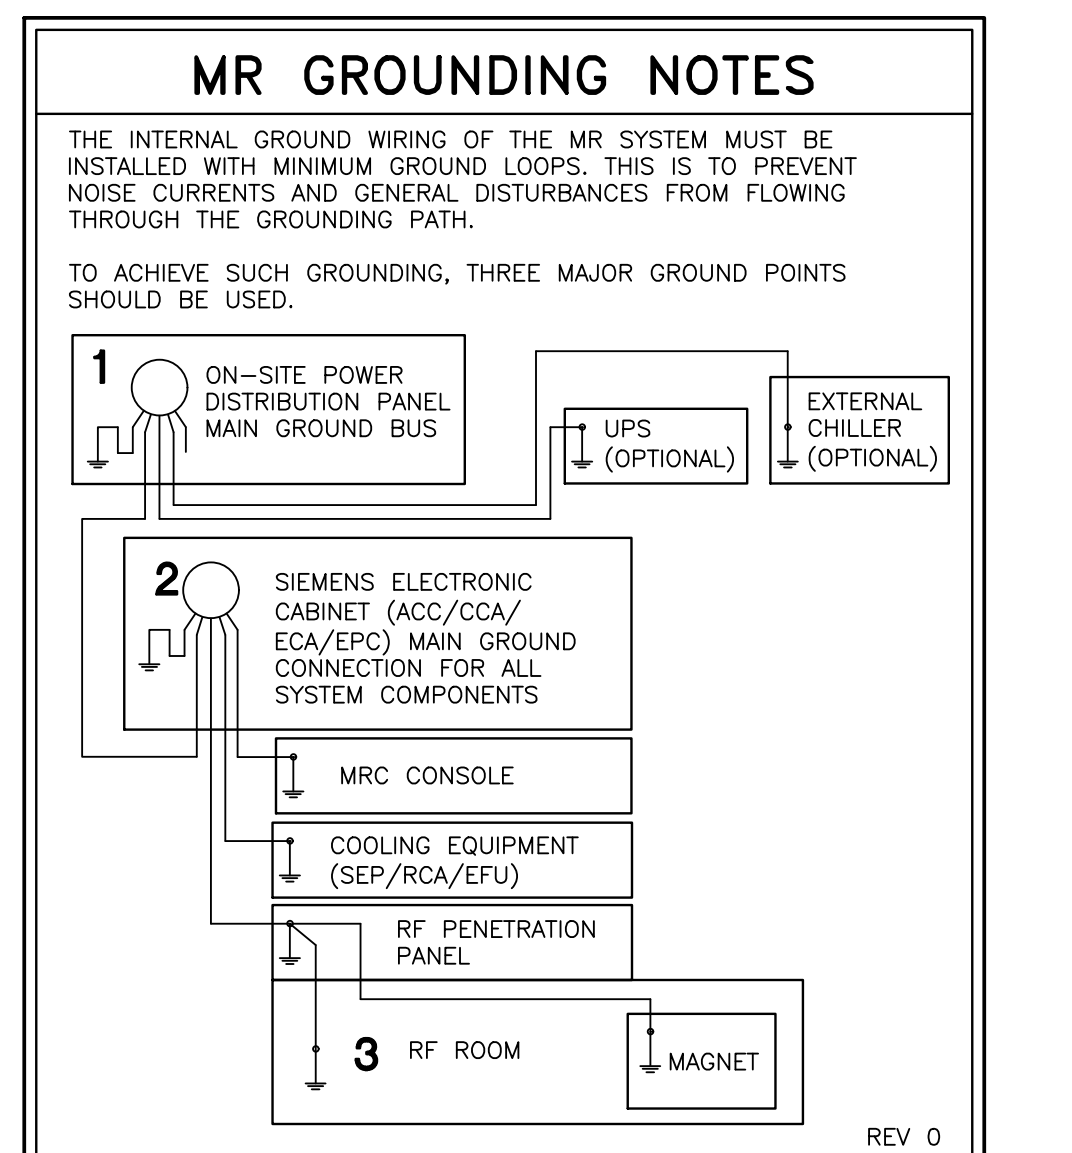 MR GROUNDING NOTES
THE INTERNAL GROUND WIRING OF THE MR SYSTEM MUST BE
INSTALLED WITH MINIMUM GROUND LOOPS. THIS IS TO PREVENT
NOISE CURRENTS AND GENERAL DISTURBANCES FROM FLOWING
THROUGH THE GROUNDING PATH.
TO ACHIEVE SUCH GROUNDING, THREE MAJOR GROUND POINTS
SHOULD BE USED.
1
ON-SITE POWER
DISTRIBUTION PANEL
MAIN GROUND BUS
UPS
(OPTIONAL)
EXTERNAL
CHILLER
(OPTIONAL)
2
SIEMENS ELECTRONIC
CABINET (ACC/CCA/
ECA/EPC) MAIN GROUND
CONNECTION FOR ALL
SYSTEM COMPONENTS
MRC CONSOLE
COOLING EQUIPMENT
(SEP/RCA/EFU)
RF PENETRATION
PANEL
3
RF ROOM
MAGNET
REV 0